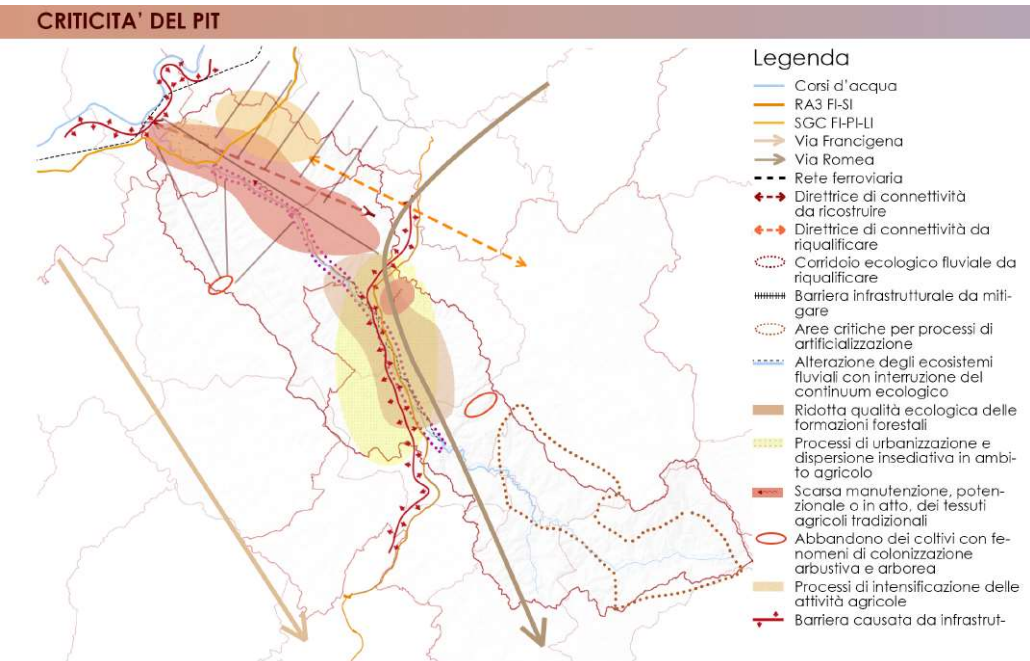 CRITICITA' DEL PIT
Legenda
Corsi d'acqua
RA3 FI-SI
SGC FI-PI-LI
Via Francigena
Via Romea
Rete ferroviaria
Direttrice di connettività
da ricostruire
Direttrice di connettività da
riqualificare
Corridoio ecologico fluviale da
riqualificare
Barriera infrastrutturale da miti-
gare
Aree critiche per processi di
artificializzazione
Alterazione degli ecosistemi
fluviali con interruzione del
continuum ecologico
Ridotta qualità ecologica delle
formazioni forestali
Processi di urbanizzazione e
dispersione insediativa in ambi-
to agricolo
Scarsa manutenzione, poten-
zionale o in atto, dei tessuti
agricoli tradizionali
Abbandono dei coltivi con fe-
nomeni di colonizzazione
arbustiva e arborea
Processi di intensificazione delle
attività agricole
Barriera causata da infrastrut-